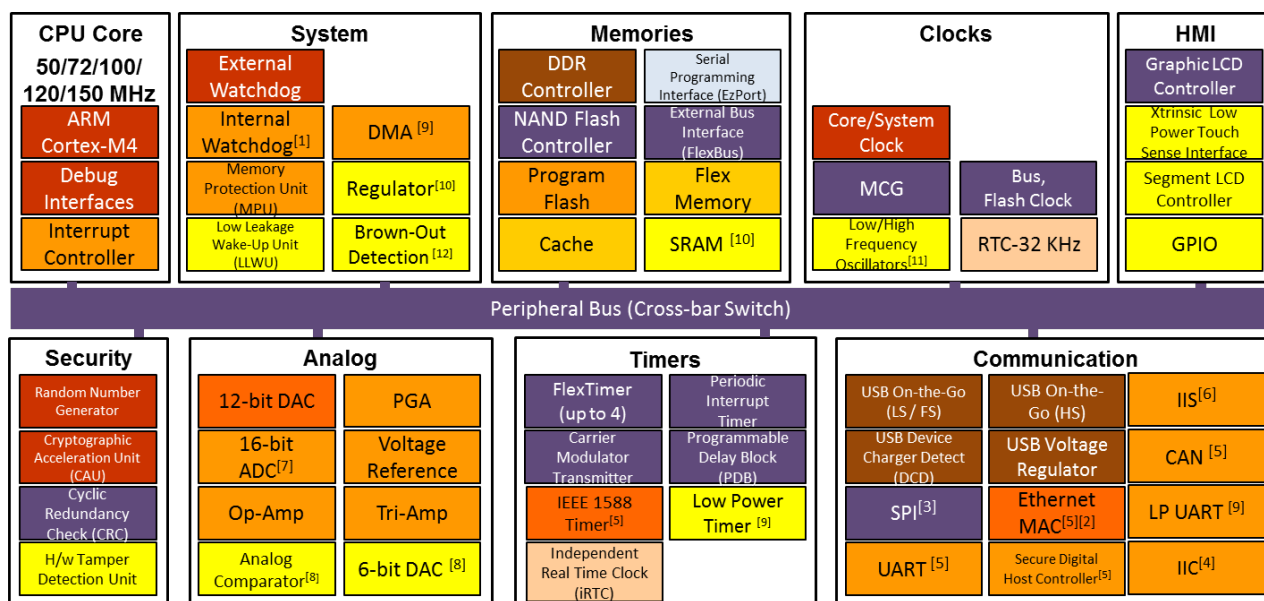 CPU Core
50/72/100/
120/150 MHz
ARM
Cortex-M4
Debug
Interfaces
Interrupt
Controller
System
External
Watchdog
Internal
Watchdog[1]
DMA [9]
Memory
Protection Unit
(MPU)
Regulator[10]
Low Leakage
Wake-Up Unit
(LLWU)
Brown-Out
Detection [12]
Memories
DDR
Controller
Serial
Programming
Interface (EzPort)
NAND Flash
Controller
External Bus
Interface
(FlexBus)
Program
Flash
Flex
Memory
Cache
SRAM [10]
Clocks
Core/System
Clock
MCG
Bus,
Flash Clock
Low/High
Frequency
Oscillators[11]
RTC-32 KHz
HMI
Graphic LCD
Controller
Xtrinsic Low
Power Touch
Sense Interface
Segment LCD
Controller
GPIO
Peripheral Bus (Cross-bar Switch)
Security
Random Number
Generator
Cryptographic
Acceleration Unit
(CAU)
Cyclic
Redundancy
Check (CRC)
H/w Tamper
Detection Unit
Analog
12-bit DAC
PGA
16-bit
ADC[7]
Voltage
Reference
Op-Amp
Tri-Amp
Analog
Comparator[8]
6-bit DAC [8]
Timers
FlexTimer
(up to 4)
Periodic
Interrupt
Timer
Carrier
Modulator
Transmitter
Programmable
Delay Block
(PDB)
IEEE 1588
Timer[5]
Low Power
Timer [9]
Independent
Real Time Clock
(iRTC)
Communication
USB On-the-Go
(LS / FS)
USB On-the-
Go (HS)
IIS[6]
USB Device
Charger Detect
(DCD)
USB Voltage
Regulator
CAN [5]
SPI[3]
Ethernet
MAC[5][2]
LP UART [9]
UART [5]
Secure Digital
Host Controller[5]
IIC[4]